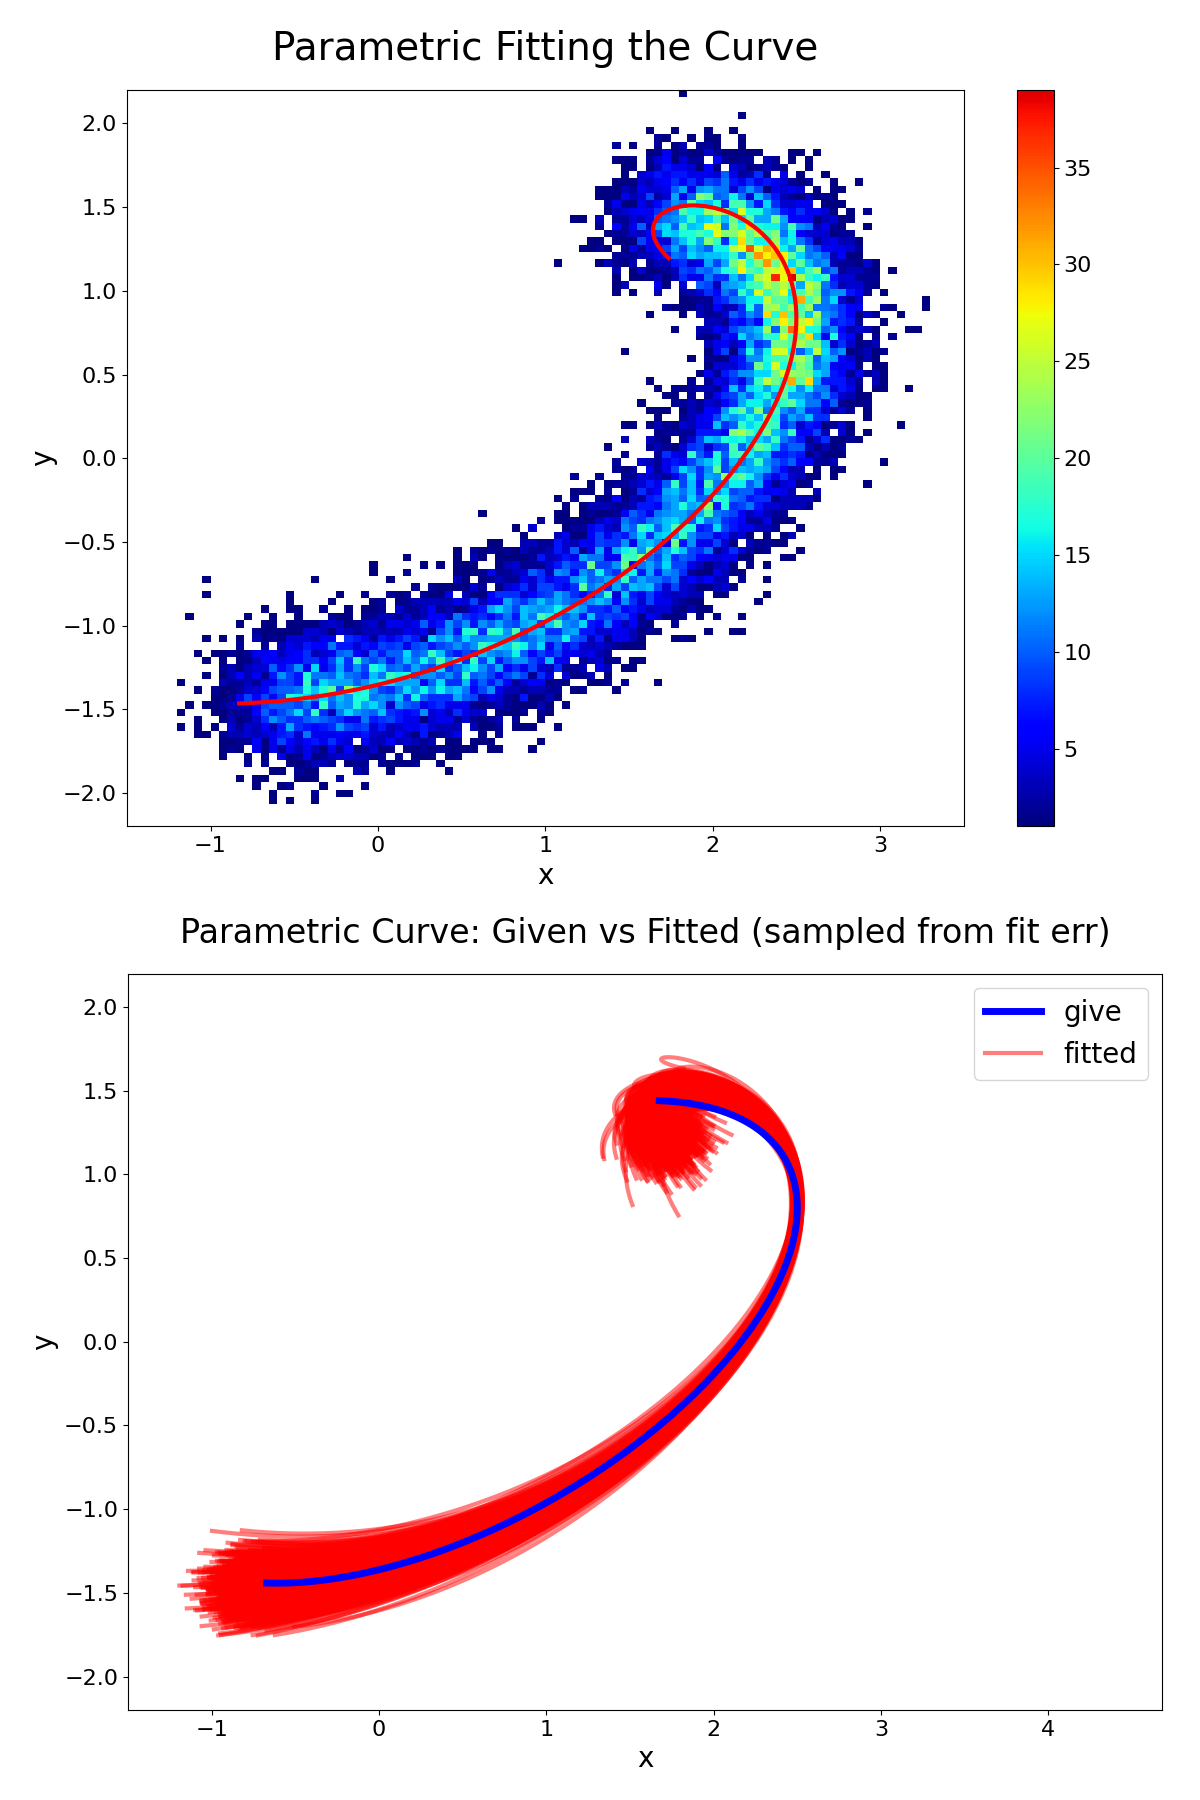 Parametric Fitting the Curve
2.0
1.5
1.0
0.5
0.0
−0.5
−1.0
−1.5
−2.0
y
−1 0 1 2 3
x
35
30
25
20
15
10
5
Parametric Curve: Given vs Fitted (sampled from fit err)
give
fitted
2.0
1.5
1.0
0.5
0.0
−0.5
−1.0
−1.5
−2.0
y
−1 0 1 2 3 4
x